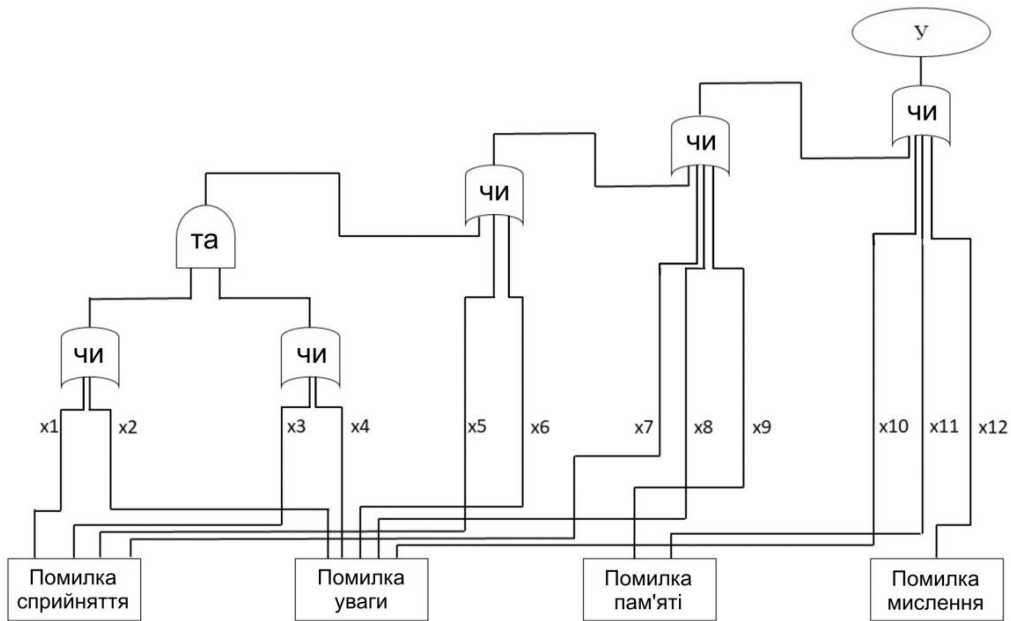 У
чи
чи
чи
та
чи
чи
x1
x2
x3
x4
x5
x6
x7
x8
x9
x10
x11
x12
Помилка
сприйняття
Помилка
уваги
Помилка
пам'яті
Помилка
мислення